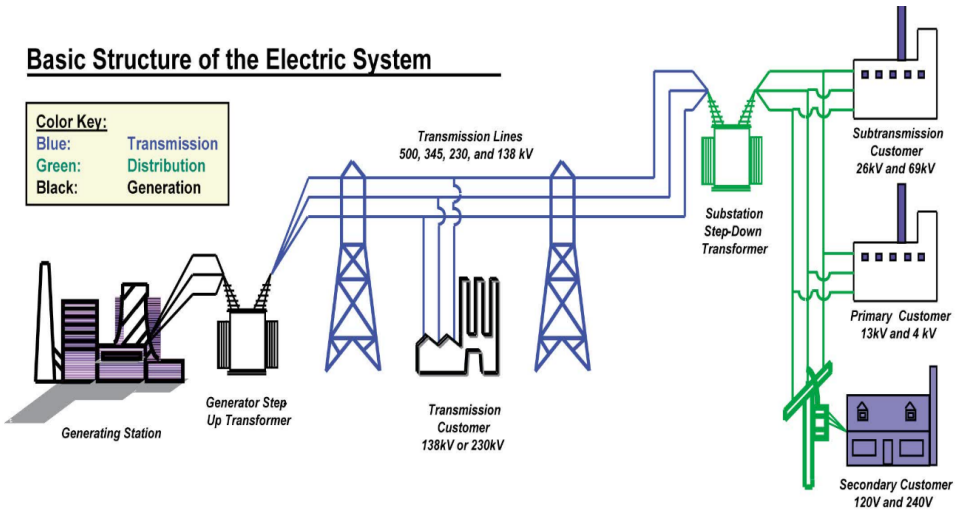 Basic Structure of the Electric System
Color Key:
Blue: Transmission
Green: Distribution
Black: Generation
Transmission Lines
500, 345, 230, and 138 kV
Subtransmission
Customer
26kV and 69kV
Substation
Step-Down
Transformer
Primary Customer
13kV and 4 kV
Generating Station
Generator Step-
Up Transformer
Transmission
Customer
138kV or 230kV
Secondary Customer
120V and 240V